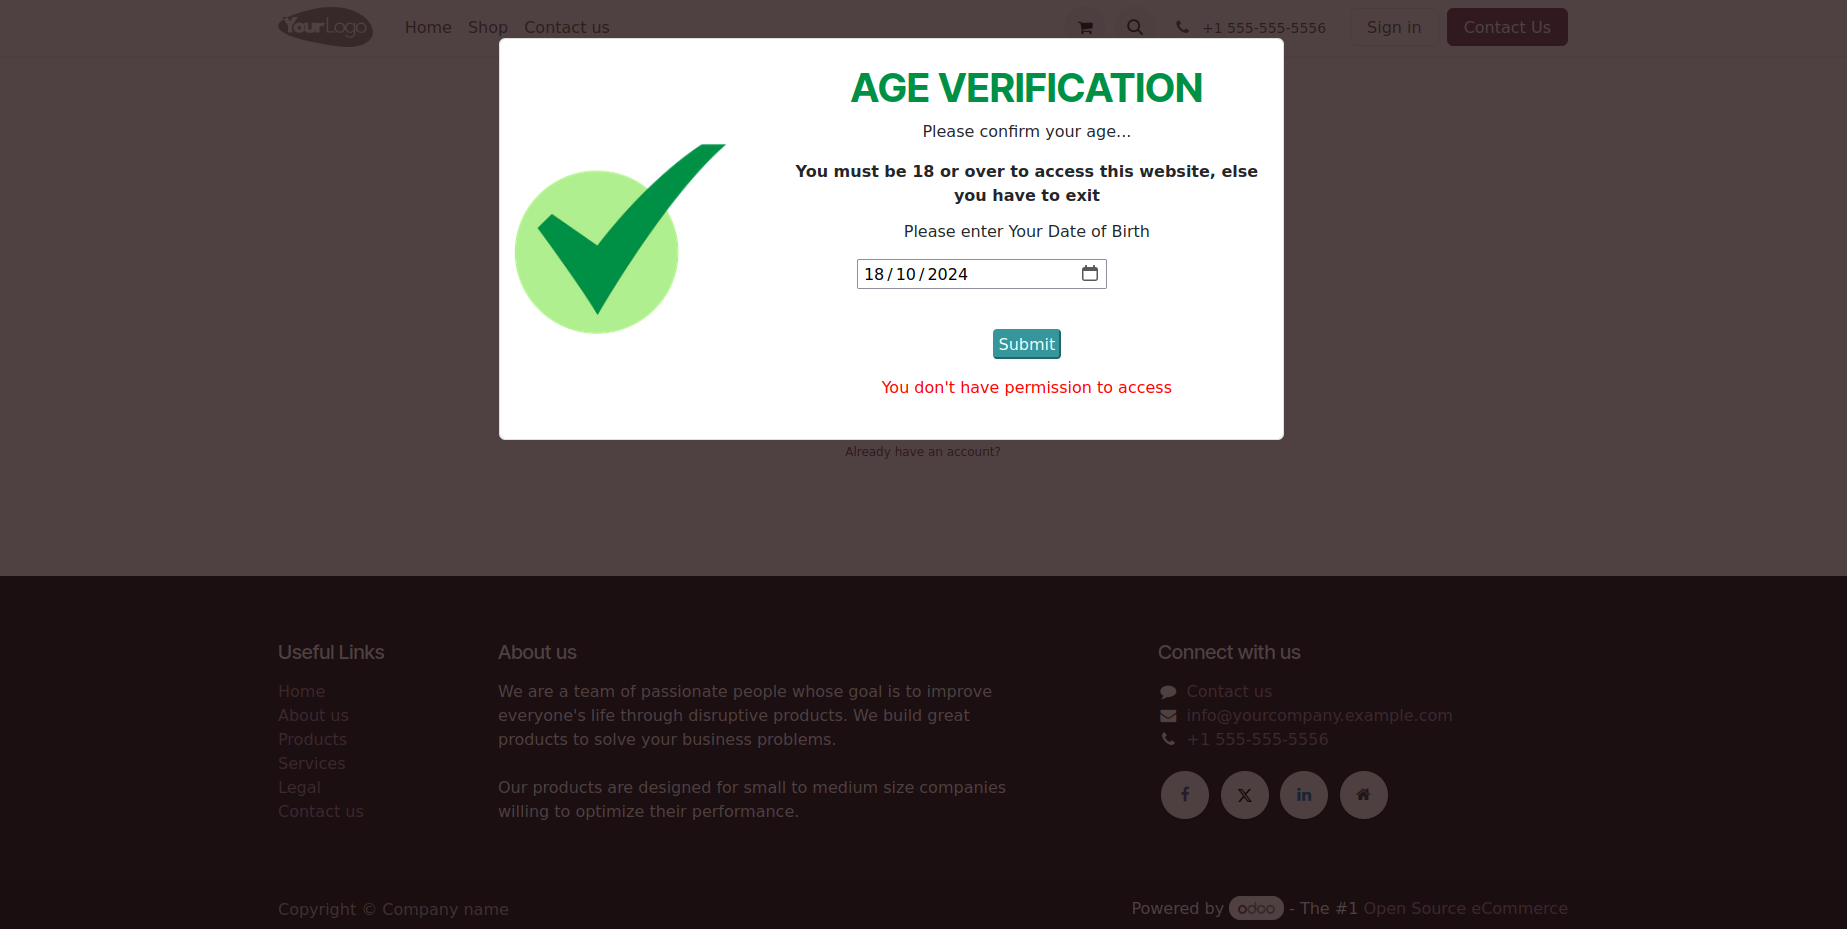 YourLogo
Home Shop Contact us
+1 555-555-5556
Sign in
Contact Us
AGE VERIFICATION
Please confirm your age...
You must be 18 or over to access this website, else
you have to exit
Please enter Your Date of Birth
18/10/2024
Submit
You don't have permission to access
Already have an account?
Useful Links
Home
About us
Products
Services
Legal
Contact us
About us
We are a team of passionate people whose goal is to improve
everyone's life through disruptive products. We build great
products to solve your business problems.
Our products are designed for small to medium size companies
willing to optimize their performance.
Connect with us
Contact us
info@yourcompany.example.com
+1 555-555-5556
Copyright © Company name
Powered by odoo - The #1 Open Source eCommerce